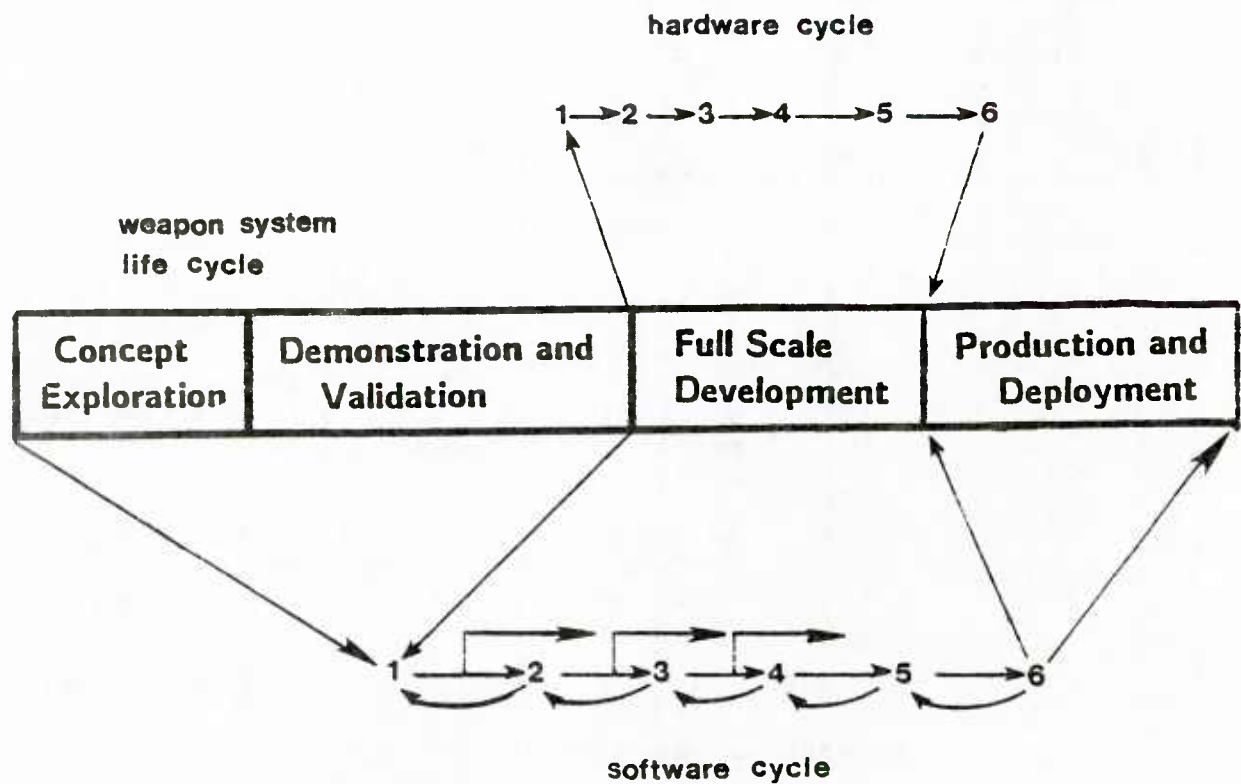 hardware cycle
1 2 3 4 5 6
weapon system
life cycle
Concept
Exploration
Demonstration and
Validation
Full Scale
Development
Production and
Deployment
1 2 3 4 5 6
software cycle